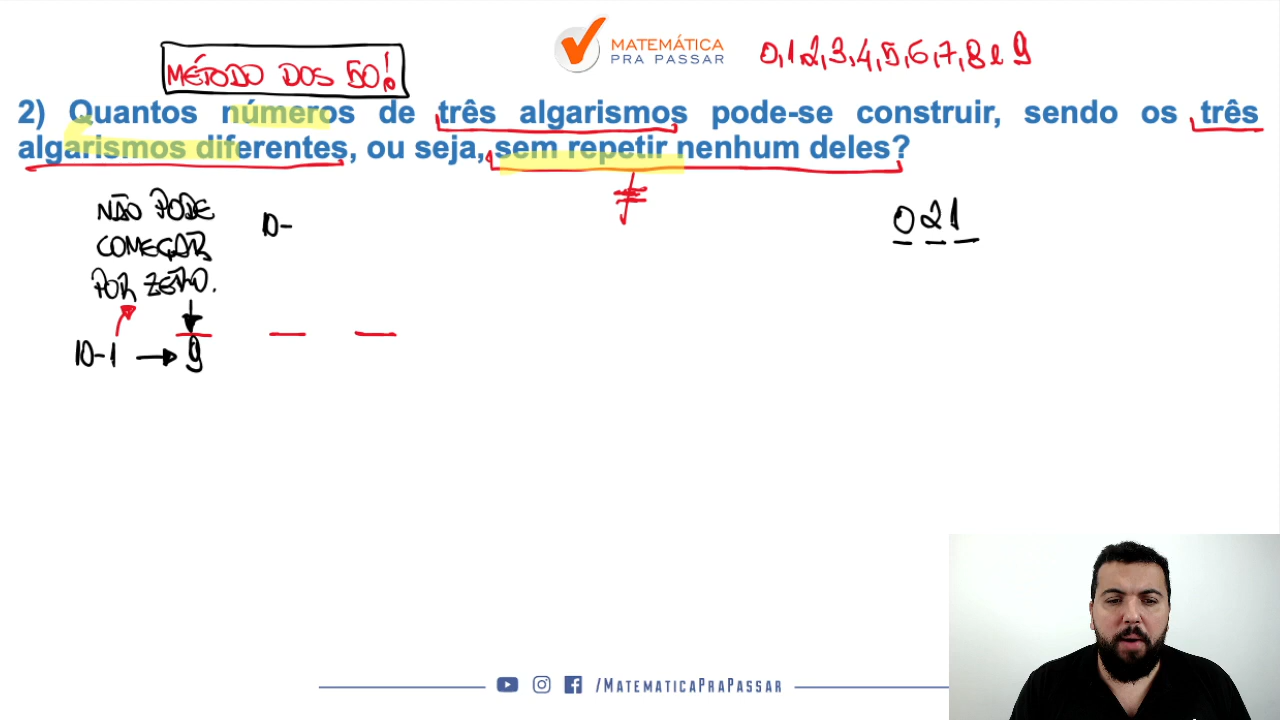 MÉTODO DOS 50!
MATEMÁTICA
PRA PASSAR
0,1,2,3,4,5,6,7,8 e 9
2) Quantos números de três algarismos pode-se construir, sendo os três
algarismos diferentes, ou seja, sem repetir nenhum deles?
NÃO PODE
COMEÇAR
POR ZERO.
10-
≠
0 2 1
10-1 → 9
/MatematicaPraPassar